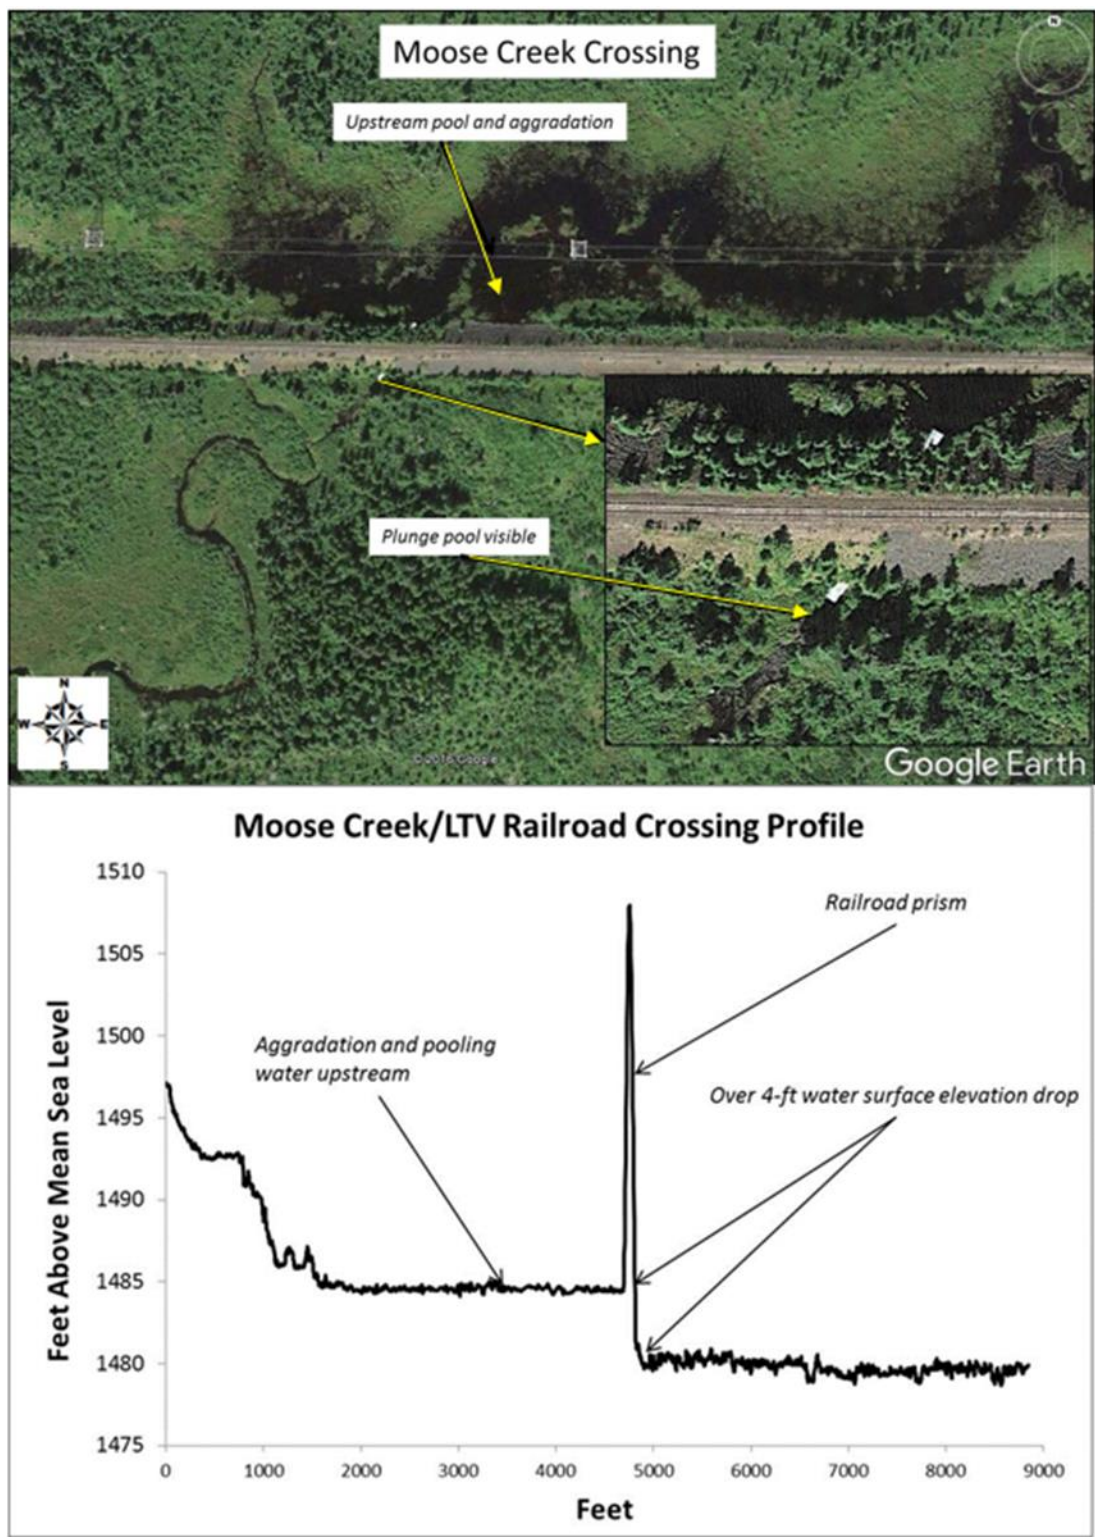 N
Moose Creek Crossing
Upstream pool and aggradation
Plunge pool visible
N
W E
S
©2016 Google
Google Earth
Moose Creek/LTV Railroad Crossing Profile
Feet Above Mean Sea Level
1510
1505
1500
1495
1490
1485
1480
1475
Railroad prism
Aggradation and pooling
water upstream
Over 4-ft water surface elevation drop
0 1000 2000 3000 4000 5000 6000 7000 8000 9000
Feet